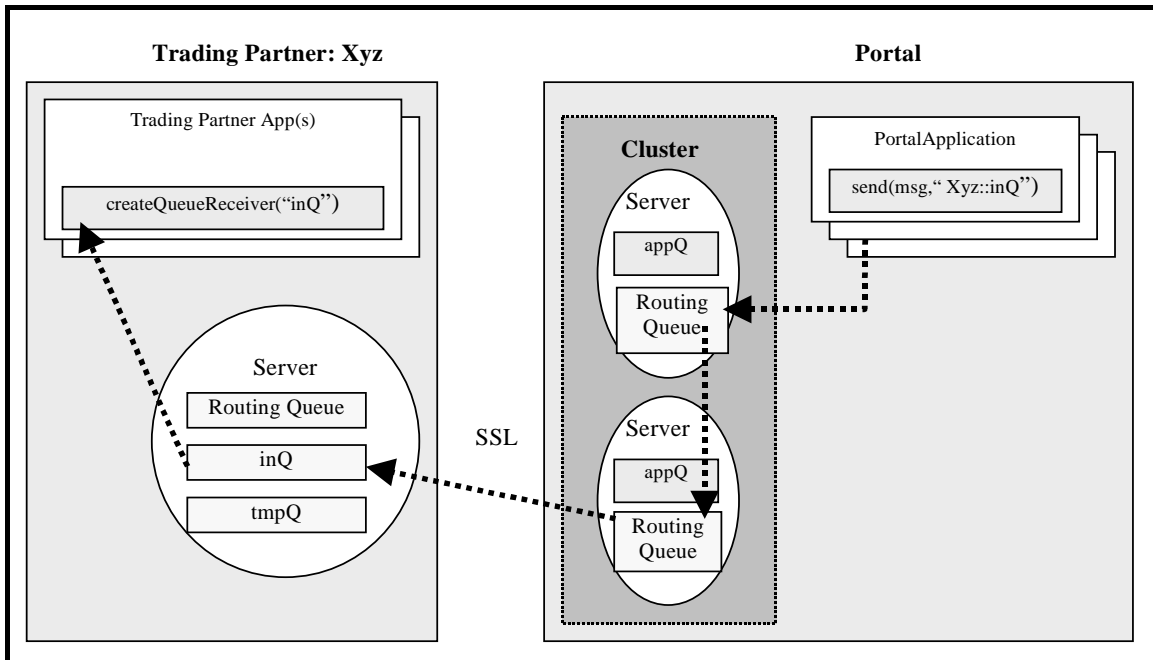 Trading Partner: Xyz
Trading Partner App(s)
createQueueReceiver(“inQ”)
Server
Routing Queue
inQ
tmpQ
SSL
Portal
Cluster
Server
appQ
Routing
Queue
Server
appQ
Routing
Queue
PortalApplication
send(msg,“ Xyz::inQ”)